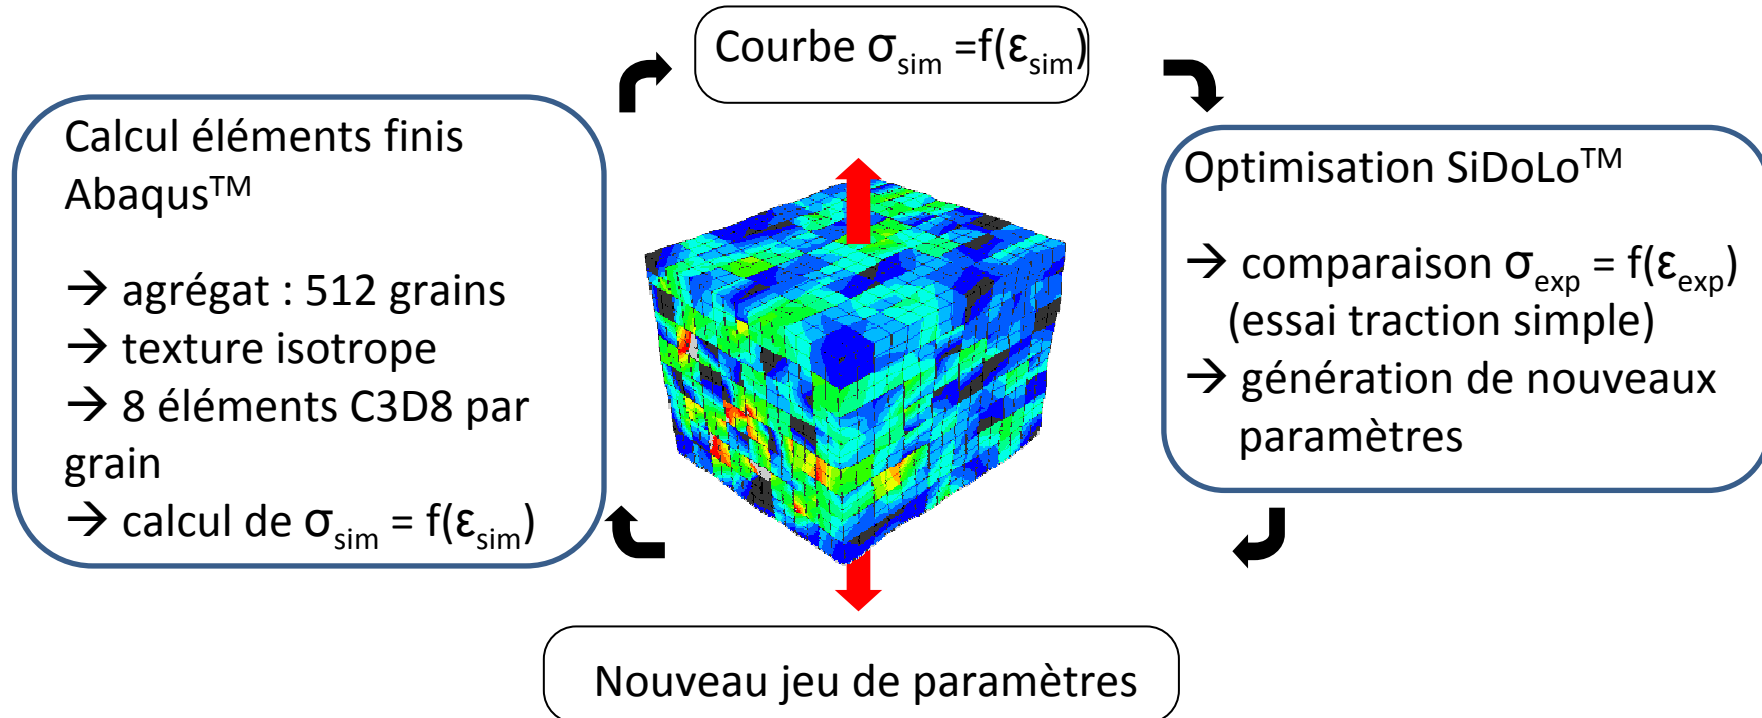 Courbe σsim =f(εsim)
Calcul éléments finis
Abaqus™
→ agrégat : 512 grains
→ texture isotrope
→ 8 éléments C3D8 par
grain
→ calcul de σsim = f(εsim)
Optimisation SiDoLo™
→ comparaison σexp = f(εexp)
(essai traction simple)
→ génération de nouveaux
paramètres
Nouveau jeu de paramètres